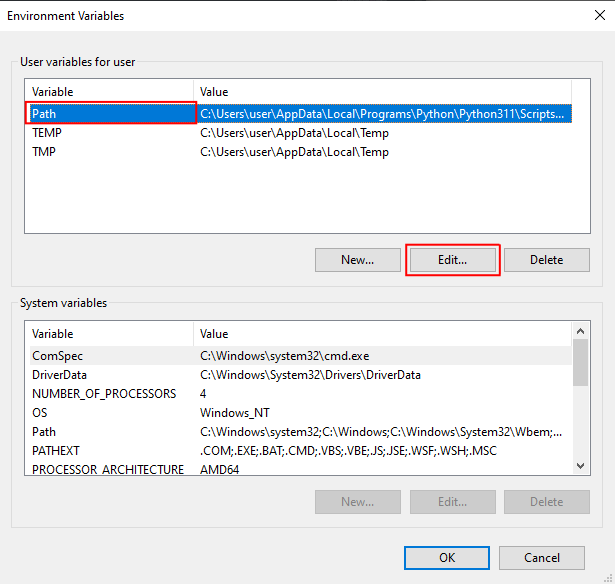 Environment Variables
User variables for user
Variable Value
Path C:\Users\user\AppData\Local\Programs\Python\Python311\Scripts...
TEMP C:\Users\user\AppData\Local\Temp
TMP C:\Users\user\AppData\Local\Temp
New... Edit... Delete
System variables
Variable Value
ComSpec C:\Windows\system32\cmd.exe
DriverData C:\Windows\System32\Drivers\DriverData
NUMBER_OF_PROCESSORS 4
OS Windows_NT
Path C:\Windows\system32;C:\Windows;C:\Windows\System32\Wbem;...
PATHEXT .COM;.EXE;.BAT;.CMD;.VBS;.VBE;.JS;.JSE;.WSF;.WSH;.MSC
PROCESSOR_ARCHITECTURE AMD64
New... Edit... Delete
OK Cancel